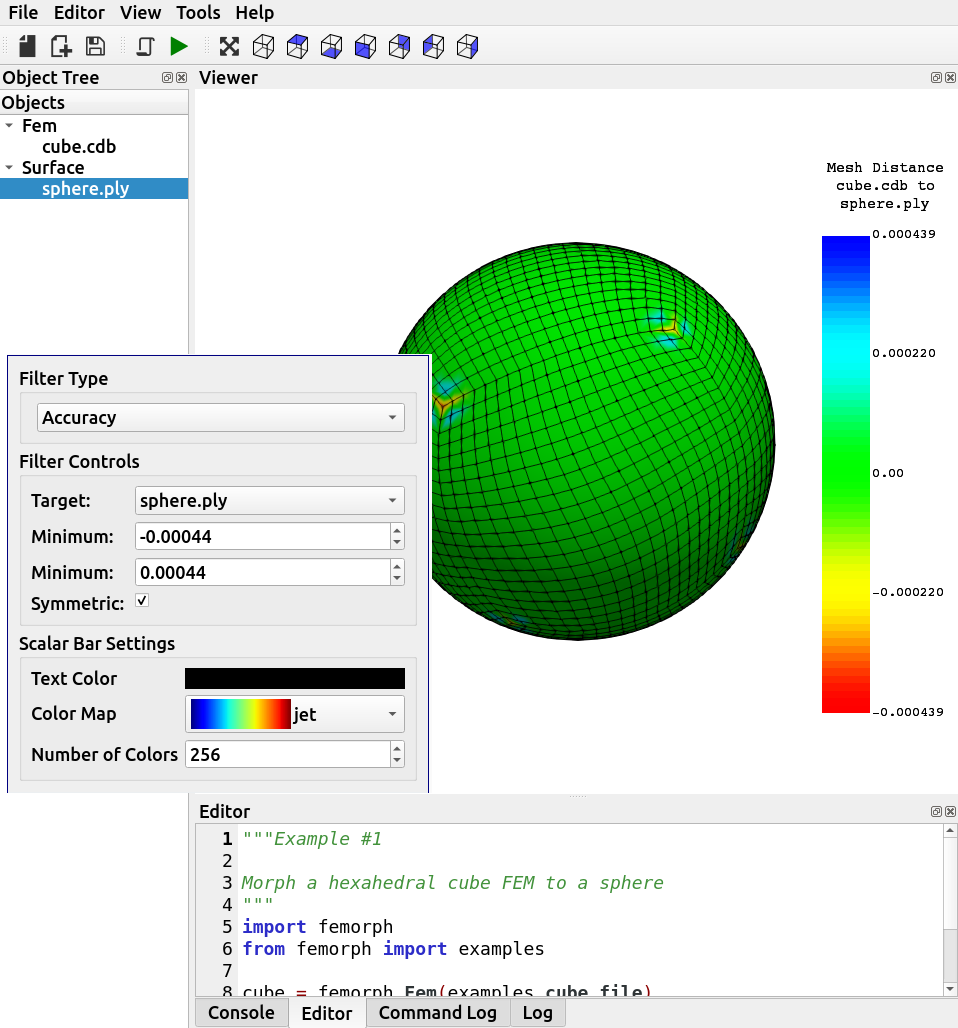 File Editor View Tools Help
Object Tree
Viewer
Objects
Fem
cube.cdb
Surface
sphere.ply
Mesh Distance
cube.cdb to
sphere.ply
0.000439
0.000220
0.00
-0.000220
-0.000439
Filter Type
Accuracy
Filter Controls
Target: sphere.ply
Minimum: -0.00044
Minimum: 0.00044
Symmetric:
Scalar Bar Settings
Text Color
Color Map jet
Number of Colors 256
Editor
1 """Example #1
2
3 Morph a hexahedral cube FEM to a sphere
4 """
5 import femorph
6 from femorph import examples
7
8 cube = femorph.Fem(examples.cube_file)
Console Editor Command Log Log